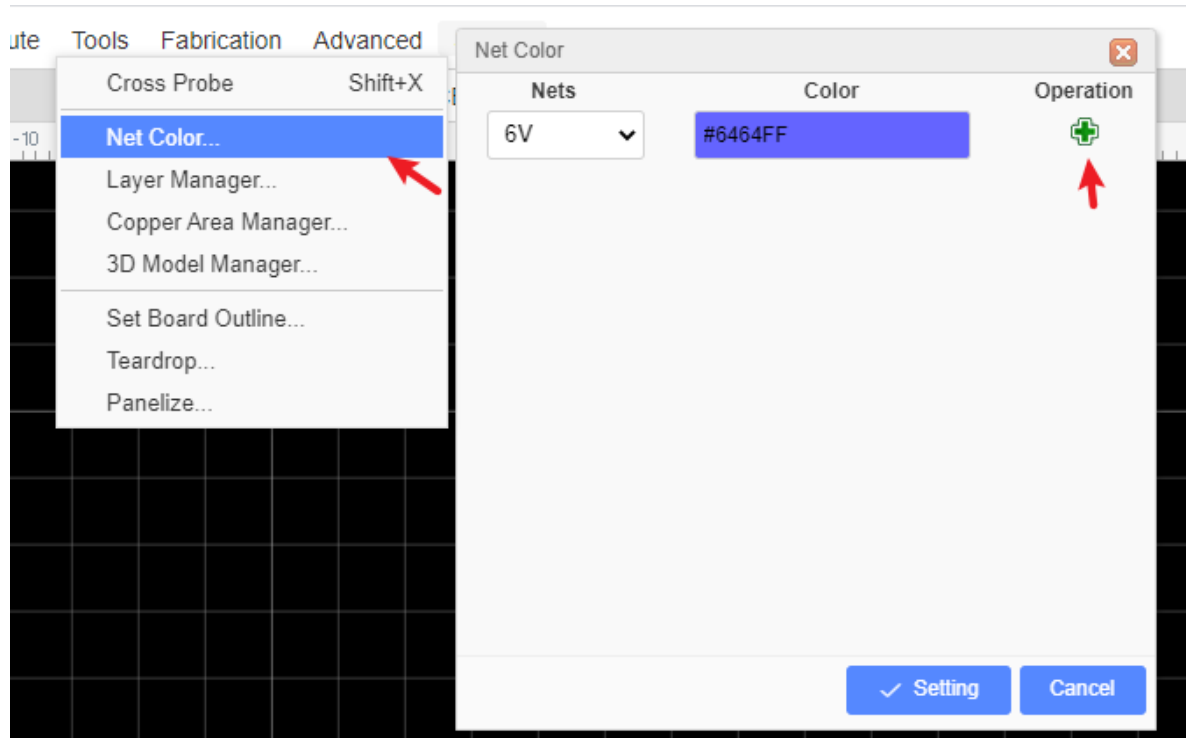 Tools Fabrication Advanced
Cross Probe Shift+X
Net Color...
Layer Manager...
Copper Area Manager...
3D Model Manager...
Set Board Outline...
Teardrop...
Panelize...
-10
Net Color
Nets Color Operation
6V #6464FF
Setting Cancel